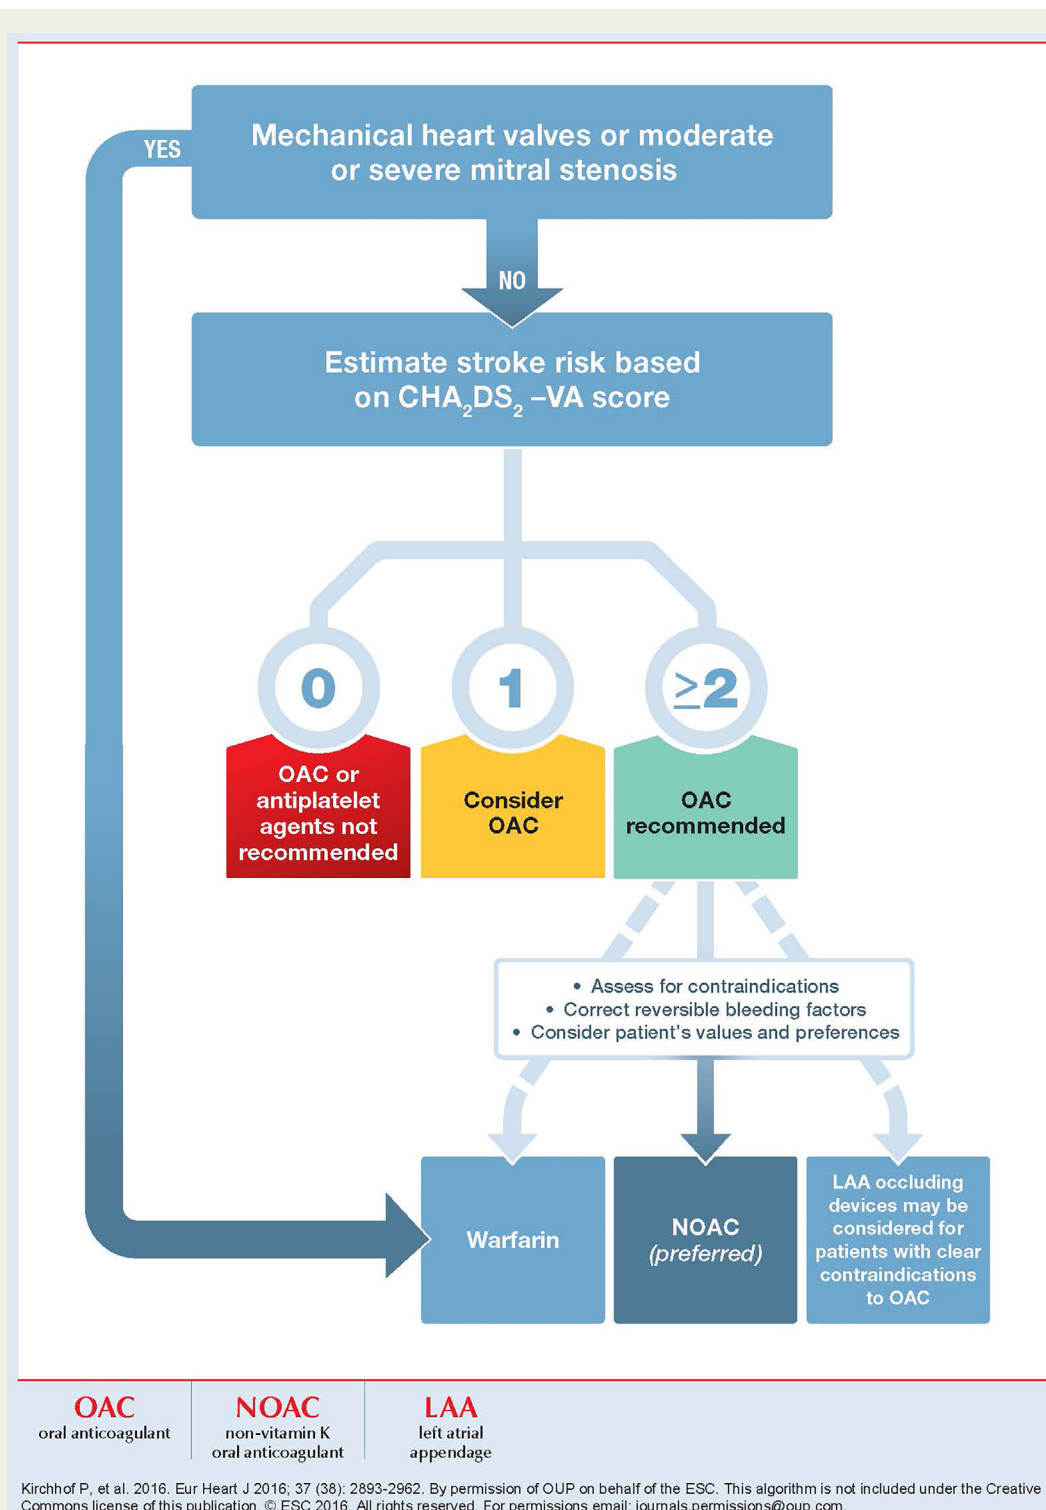 Mechanical heart valves or moderate
or severe mitral stenosis
YES
NO
Estimate stroke risk based
on CHA₂DS₂ –VA score
0
1
≥2
OAC or
antiplatelet
agents not
recommended
Consider
OAC
OAC
recommended
• Assess for contraindications
• Correct reversible bleeding factors
• Consider patient's values and preferences
Warfarin
NOAC
(preferred)
LAA occluding
devices may be
considered for
patients with clear
contraindications
to OAC
OAC
oral anticoagulant
NOAC
non-vitamin K
oral anticoagulant
LAA
left atrial
appendage
Kirchhof P, et al. 2016. Eur Heart J 2016; 37 (38): 2893-2962. By permission of OUP on behalf of the ESC. This algorithm is not included under the Creative
Commons license of this publication. © ESC 2016. All rights reserved. For permissions email: journals.permissions@oup.com.